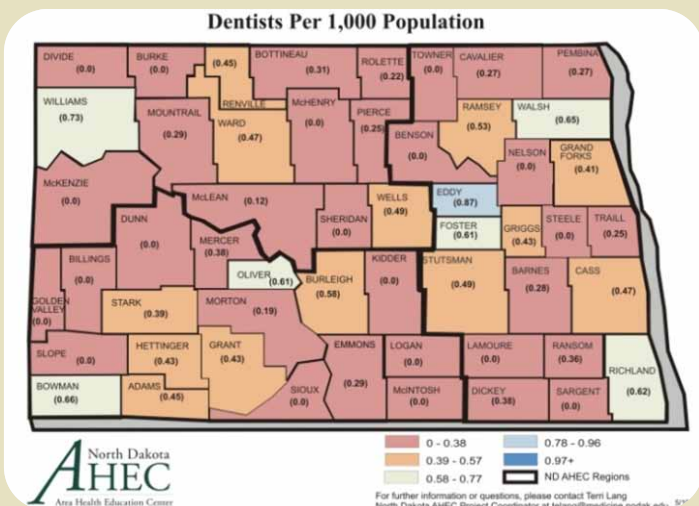 Dentists Per 1,000 Population
DIVIDE
(0.0)
BURKE
(0.0)
(0.45)
RENVILLE
BOTTINEAU
(0.31)
ROLETTE
(0.22)
TOWNER
(0.0)
CAVALIER
(0.27)
PEMBINA
(0.27)
WILLIAMS
(0.73)
MOUNTRAIL
(0.29)
WARD
(0.47)
McHENRY
(0.0)
PIERCE
(0.25)
BENSON
(0.0)
RAMSEY
(0.53)
WALSH
(0.65)
NELSON
(0.0)
GRAND
FORKS
(0.41)
McKENZIE
(0.0)
DUNN
(0.0)
McLEAN (0.12)
MERCER
(0.38)
SHERIDAN
(0.0)
WELLS
(0.49)
EDDY
(0.87)
FOSTER
(0.61)
GRIGGS
(0.43)
STEELE
(0.0)
TRAILL
(0.25)
GOLDEN
VALLEY
(0.0)
BILLINGS
(0.0)
OLIVER
(0.61)
BURLEIGH
(0.58)
KIDDER
(0.0)
STUTSMAN
(0.49)
BARNES
(0.28)
CASS
(0.47)
STARK
(0.39)
MORTON
(0.19)
SLOPE
(0.0)
HETTINGER
(0.43)
GRANT
(0.43)
EMMONS
(0.29)
LOGAN
(0.0)
LAMOURE
(0.0)
RANSOM
(0.36)
RICHLAND
(0.62)
BOWMAN
(0.66)
ADAMS
(0.45)
SIOUX
(0.0)
McINTOSH
(0.0)
DICKEY
(0.38)
SARGENT
(0.0)
North Dakota
AHEC
Area Health Education Center
0 - 0.38
0.39 - 0.57
0.58 - 0.77
0.78 - 0.96
0.97+
ND AHEC Regions
For further information or questions, please contact Terri Lang
North Dakota AHEC Project Coordinator at